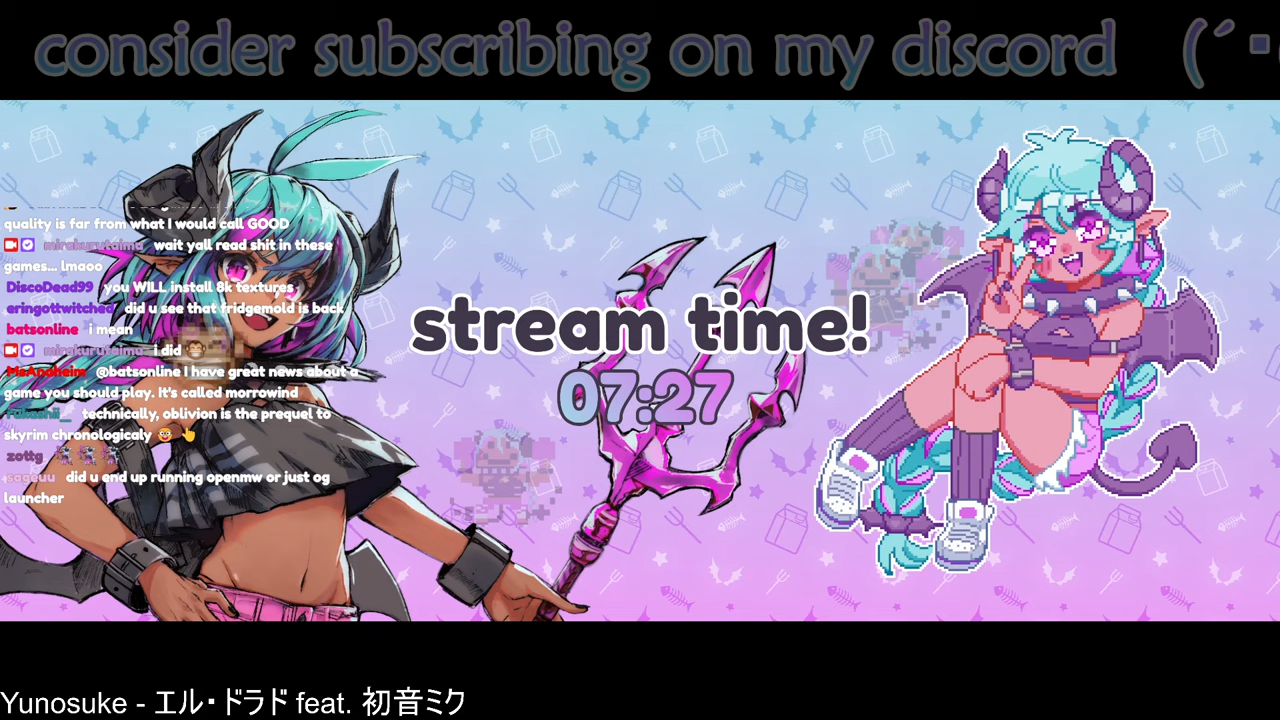 consider subscribing on my discord (´
quality is far from what I would call GOOD
mirakurutaimu wait yall read shit in these
games... lmaoo
DiscoDead99 you WILL install 8k textures
eringottwitched did u see that fridgemold is back
batsonline i mean
mirakurutaimu i did
MsAnaheim @batsonline I have great news about a
game you should play. It's called morrowind
technically, oblivion is the prequel to
skyrim chronologicaly 🤓 👆
zottg
sageuu did u end up running openmw or just og
launcher
stream time!
07:27
Yunosuke - エル・ドラド feat. 初音ミク